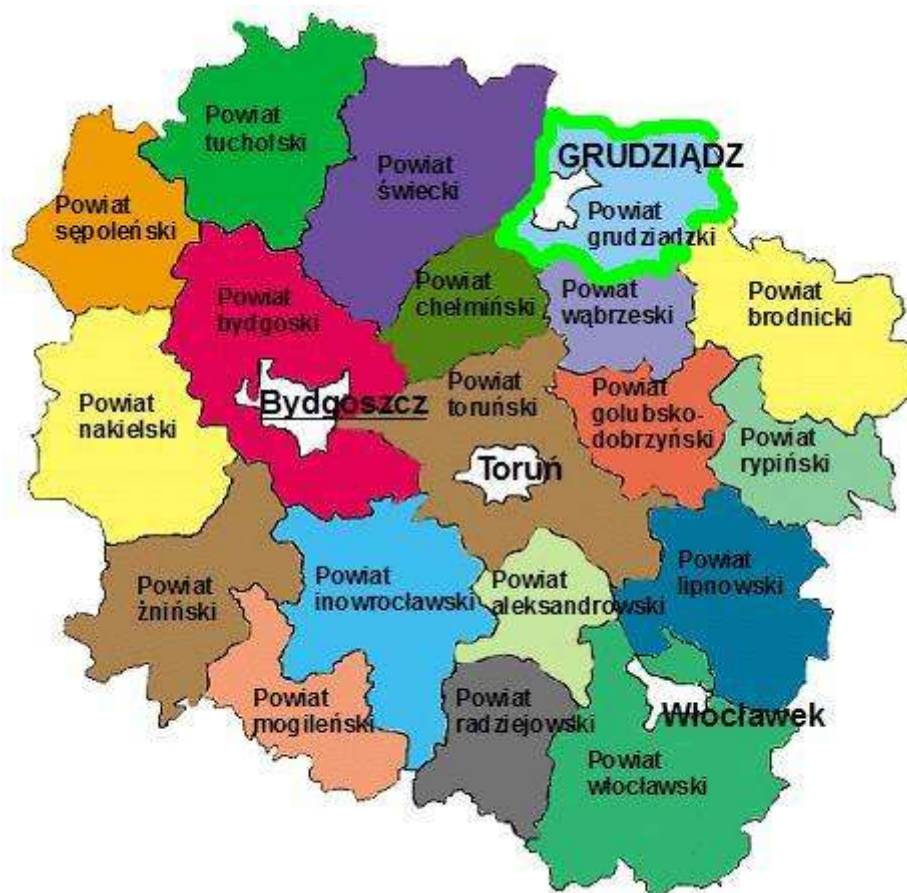 Powiat
tucholski
GRUDZIĄDZ
Powiat
świecki
Powiat
grudziądzki
Powiat
sępoleński
Powiat
bydgoski
Powiat
chełmiński
Powiat
wąbrzeski
Powiat
brodnicki
Bydgoszcz
Powiat
nakielski
Powiat
toruński
Powiat
golubsko-
dobrzyński
Powiat
rypiński
Toruń
Powiat
żniński
Powiat
inowrocławski
Powiat
aleksandrowski
Powiat
lipnowski
Powiat
mogileński
Powiat
radziejowski
Włocławek
Powiat
włocławski